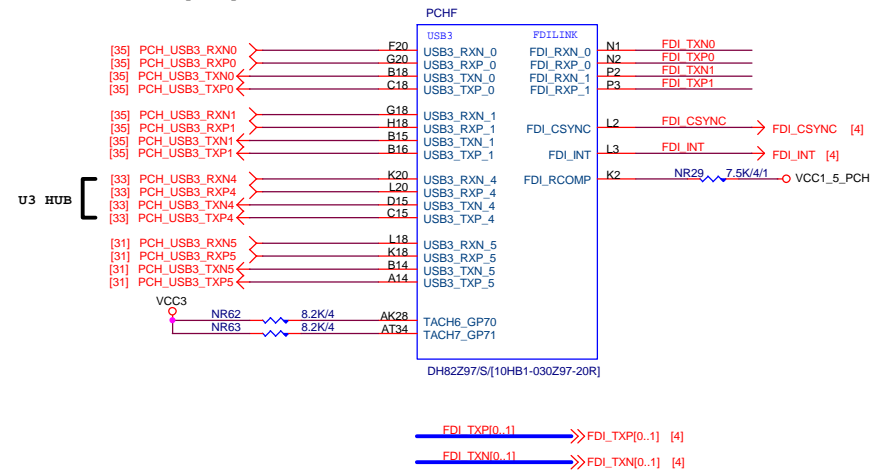 PCHF
USB3 FDILINK
[35] PCH_USB3_RXN0 F20 USB3_RXN_0 FDI_RXN_0 N1 FDI_TXN0
[35] PCH_USB3_RXP0 G20 USB3_RXP_0 FDI_RXP_0 N2 FDI_TXP0
[35] PCH_USB3_TXN0 B18 USB3_TXN_0 FDI_RXN_1 P2 FDI_TXN1
[35] PCH_USB3_TXP0 C18 USB3_TXP_0 FDI_RXP_1 P3 FDI_TXP1
[35] PCH_USB3_RXN1 G18 USB3_RXN_1
[35] PCH_USB3_RXP1 H18 USB3_RXP_1 FDI_CSYNC L2 FDI_CSYNC FDI_CSYNC [4]
[35] PCH_USB3_TXN1 B15 USB3_TXN_1
[35] PCH_USB3_TXP1 B16 USB3_TXP_1 FDI_INT L3 FDI_INT FDI_INT [4]
[33] PCH_USB3_RXN4 K20 USB3_RXN_4 FDI_RCOMP K2 NR29 7.5K/4/1 VCC1_5_PCH
[33] PCH_USB3_RXP4 L20 USB3_RXP_4
U3 HUB
[33] PCH_USB3_TXN4 D15 USB3_TXN_4
[33] PCH_USB3_TXP4 C15 USB3_TXP_4
[31] PCH_USB3_RXN5 L18 USB3_RXN_5
[31] PCH_USB3_RXP5 K18 USB3_RXP_5
[31] PCH_USB3_TXN5 B14 USB3_TXN_5
[31] PCH_USB3_TXP5 A14 USB3_TXP_5
VCC3
NR62 8.2K/4 AK28 TACH6_GP70
NR63 8.2K/4 AT34 TACH7_GP71
DH82Z97/S/[10HB1-030Z97-20R]
FDI_TXP[0..1] FDI_TXP[0..1] [4]
FDI_TXN[0..1] FDI_TXN[0..1] [4]